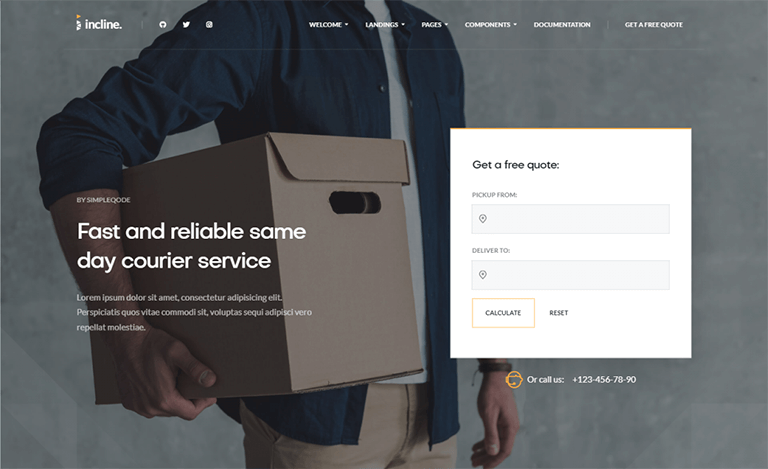 incline.
WELCOME LANDINGS PAGES COMPONENTS DOCUMENTATION GET A FREE QUOTE
BY SIMPLEQODE
Fast and reliable same
day courier service
Lorem ipsum dolor sit amet, consectetur adipisicing elit.
Perspiciatis quos vitae commodi sit, voluptas sequi adipisci vero
repellat molestiae.
Get a free quote:
PICKUP FROM:
DELIVER TO:
CALCULATE RESET
Or call us: +123-456-78-90